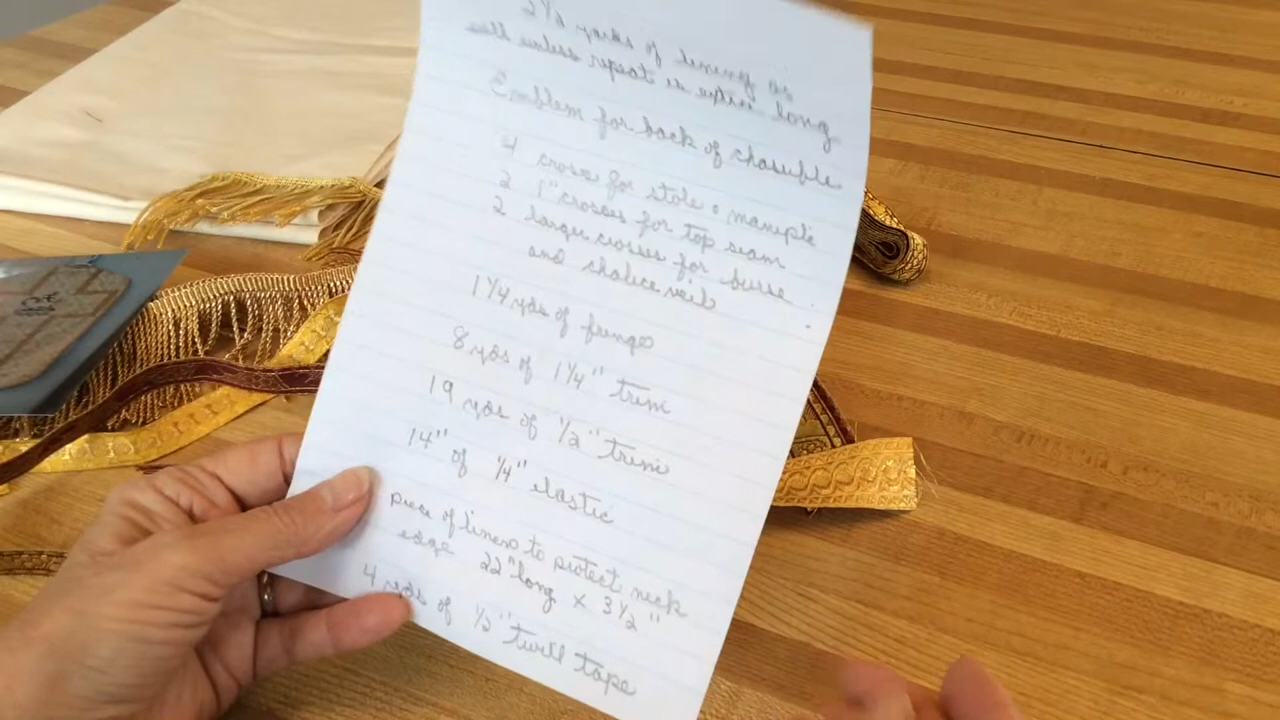 2 1/2 yards of lining as
well unless repeat is extra long
Emblem for back of chasuble
4 crosses for stole & maniple
2 1" crosses for top seam
2 larger crosses for burse
and chalice veil
1 1/4 yds of fringe
8 yds of 1 1/4" trim
19 yds of 1/2" trim
14" of 1/4" elastic
piece of linen to protect neck
edge 22" long x 3 1/2"
4 yds of 1/2" twill tape